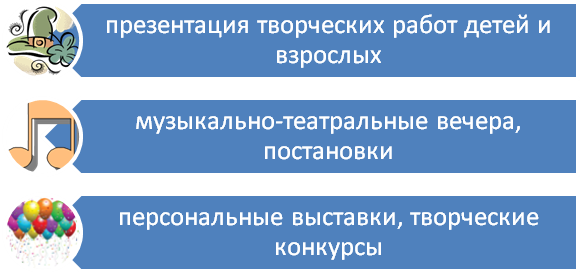 презентация творческих работ детей и
взрослых
музыкально-театральные вечера,
постановки
персональные выставки, творческие
конкурсы